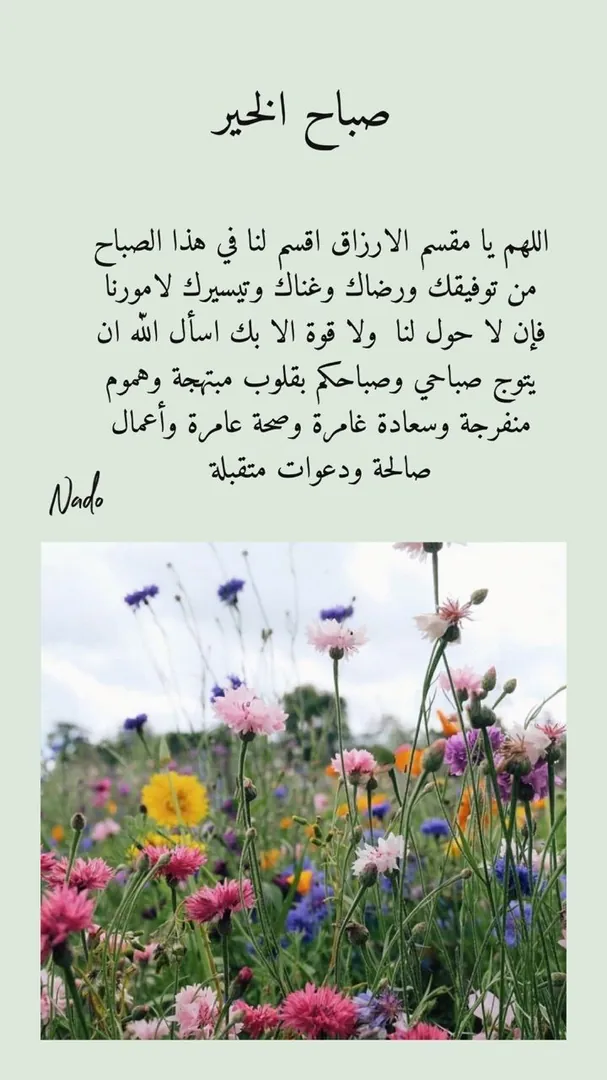 صباح الخير
اللهم يا مقسم الارزاق اقسم لنا في هذا الصباح
من توفيقك ورضاك وغناك وتيسيرك لامورنا
فإن لا حول لنا ولا قوة الا بك اسأل الله ان
يتوج صباحي وصباحكم بقلوب مبتهجة وهموم
منفرجة وسعادة غامرة وصحة عامرة وأعمال
صالحة ودعوات متقبلة
Nado